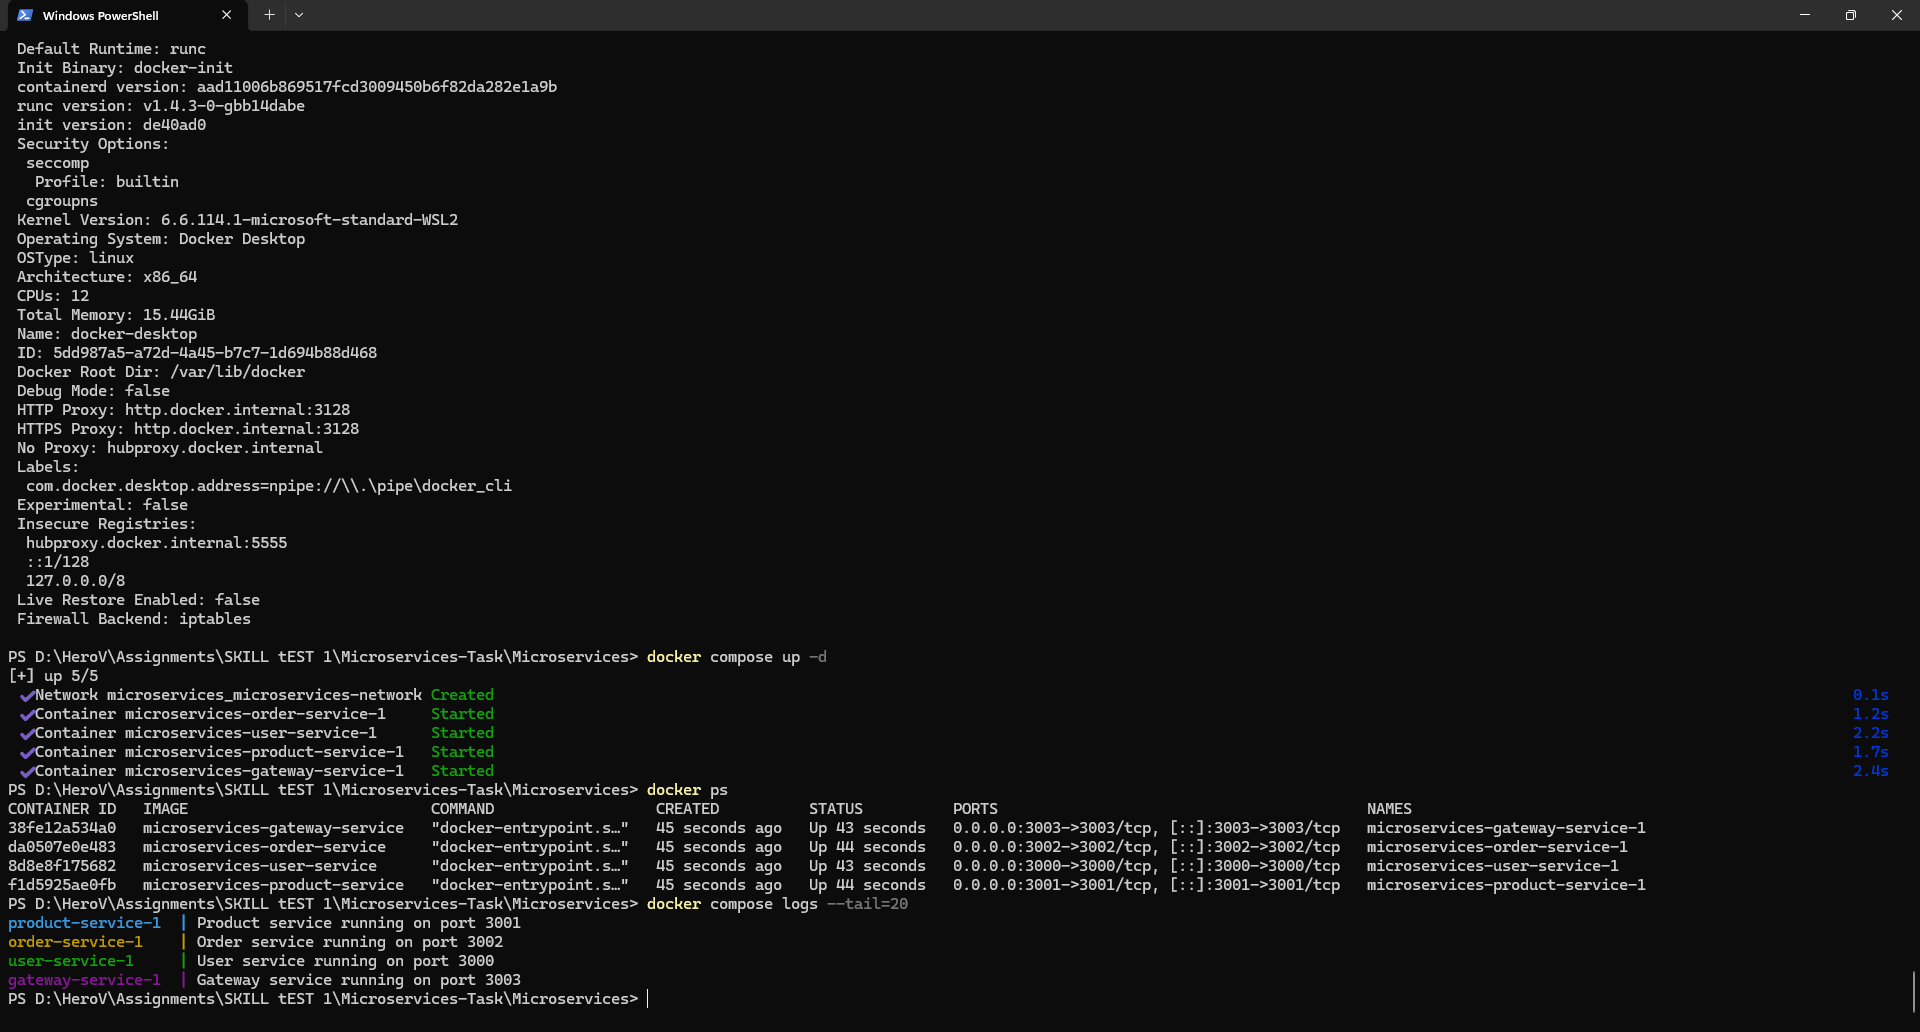 Windows PowerShell
Default Runtime: runc
Init Binary: docker-init
containerd version: aad11006b869517fcd3009450b6f82da282e1a9b
runc version: v1.4.3-0-gbb14dabe
init version: de40ad0
Security Options:
seccomp
Profile: builtin
cgroupns
Kernel Version: 6.6.114.1-microsoft-standard-WSL2
Operating System: Docker Desktop
OSType: linux
Architecture: x86_64
CPUs: 12
Total Memory: 15.44GiB
Name: docker-desktop
ID: 5dd987a5-a72d-4a45-b7c7-1d694b88d468
Docker Root Dir: /var/lib/docker
Debug Mode: false
HTTP Proxy: http.docker.internal:3128
HTTPS Proxy: http.docker.internal:3128
No Proxy: hubproxy.docker.internal
Labels:
com.docker.desktop.address=npipe://\\.\pipe\docker_cli
Experimental: false
Insecure Registries:
hubproxy.docker.internal:5555
::1/128
127.0.0.0/8
Live Restore Enabled: false
Firewall Backend: iptables
PS D:\HeroV\Assignments\SKILL tEST 1\Microservices-Task\Microservices> docker compose up -d
[+] up 5/5
✔Network microservices_microservices-network Created 0.1s
✔Container microservices-order-service-1 Started 1.2s
✔Container microservices-user-service-1 Started 2.2s
✔Container microservices-product-service-1 Started 1.7s
✔Container microservices-gateway-service-1 Started 2.4s
PS D:\HeroV\Assignments\SKILL tEST 1\Microservices-Task\Microservices> docker ps
CONTAINER ID IMAGE COMMAND CREATED STATUS PORTS NAMES
38fe12a534a0 microservices-gateway-service "docker-entrypoint.s…" 45 seconds ago Up 43 seconds 0.0.0.0:3003->3003/tcp, [::]:3003->3003/tcp microservices-gateway-service-1
da0507e0e483 microservices-order-service "docker-entrypoint.s…" 45 seconds ago Up 44 seconds 0.0.0.0:3002->3002/tcp, [::]:3002->3002/tcp microservices-order-service-1
8d8e8f175682 microservices-user-service "docker-entrypoint.s…" 45 seconds ago Up 43 seconds 0.0.0.0:3000->3000/tcp, [::]:3000->3000/tcp microservices-user-service-1
f1d5925ae0fb microservices-product-service "docker-entrypoint.s…" 45 seconds ago Up 44 seconds 0.0.0.0:3001->3001/tcp, [::]:3001->3001/tcp microservices-product-service-1
PS D:\HeroV\Assignments\SKILL tEST 1\Microservices-Task\Microservices> docker compose logs --tail=20
product-service-1 | Product service running on port 3001
order-service-1 | Order service running on port 3002
user-service-1 | User service running on port 3000
gateway-service-1 | Gateway service running on port 3003
PS D:\HeroV\Assignments\SKILL tEST 1\Microservices-Task\Microservices>